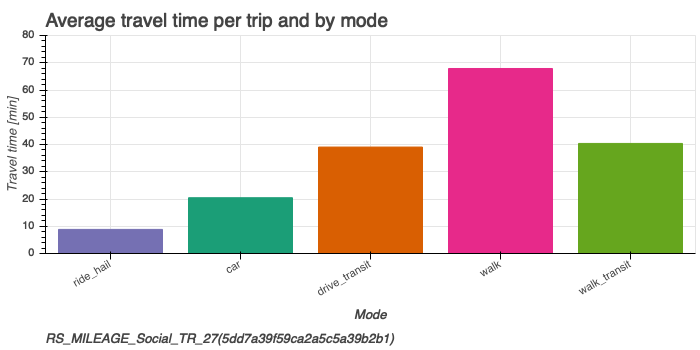 Average travel time per trip and by mode
80
70
60
50
40
30
20
10
0
Travel time [min]
ride_hail
car
drive_transit
walk
walk_transit
Mode
RS_MILEAGE_Social_TR_27(5dd7a39f59ca2a5c5a39b2b1)